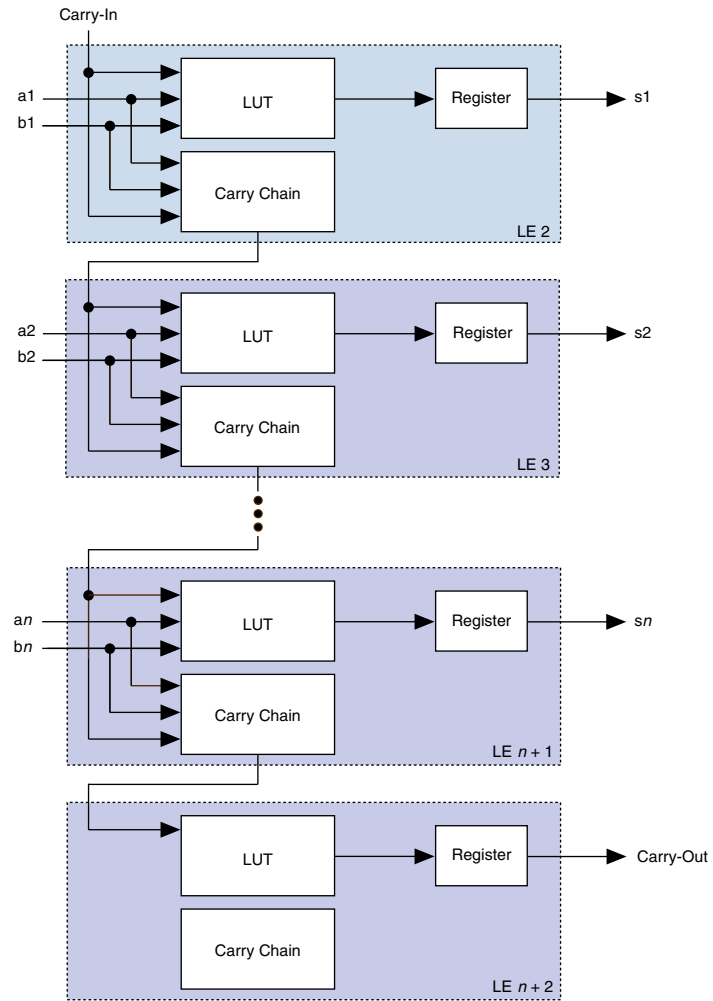 Carry-In
a1
b1
LUT
Register
s1
Carry Chain
LE 2
a2
b2
LUT
Register
s2
Carry Chain
LE 3
an
bn
LUT
Register
sn
Carry Chain
LE n + 1
LUT
Register
Carry-Out
Carry Chain
LE n + 2